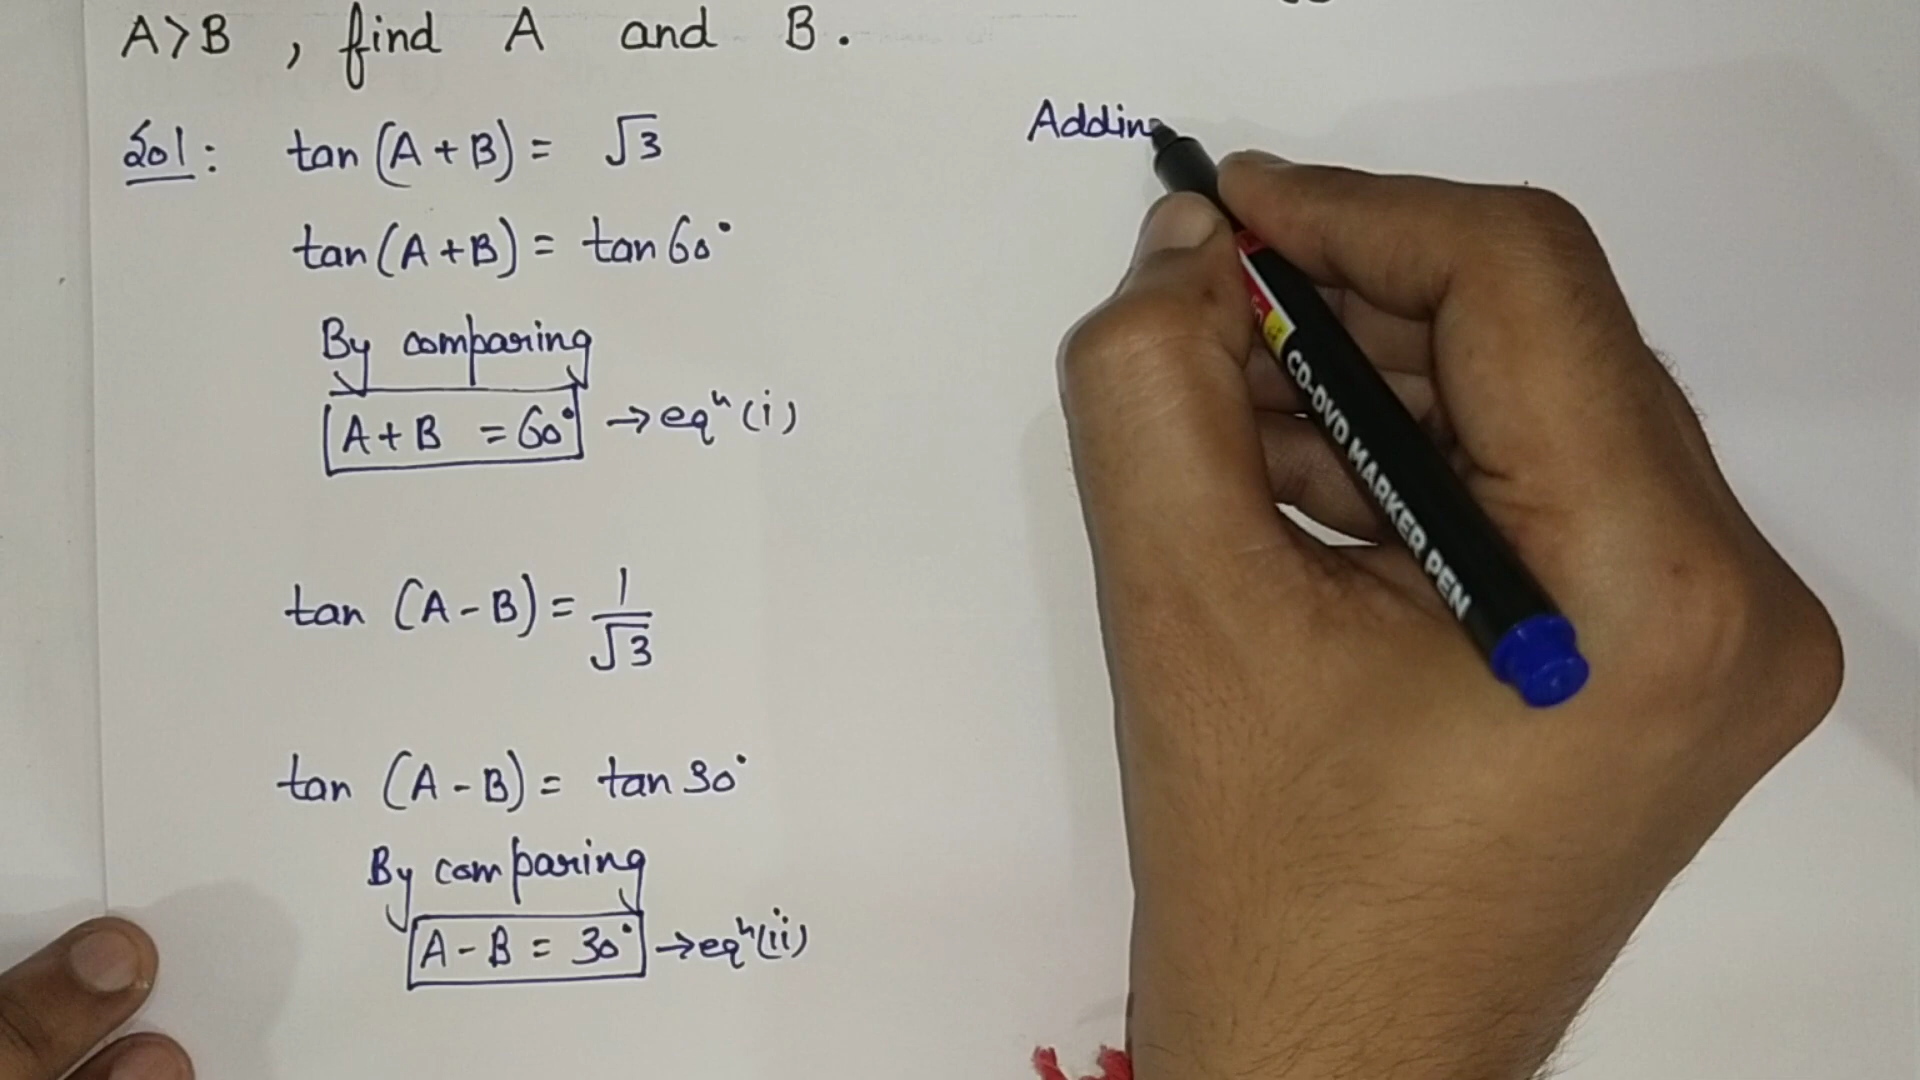 A>B , find A and B.
Sol: tan (A + B) = √3
tan (A + B) = tan 60°
By comparing
A + B = 60° → eqⁿ (i)
tan (A - B) = 1/√3
tan (A - B) = tan 30°
By comparing
A - B = 30° → eqⁿ (ii)
Adding
CD-DVD MARKER PEN